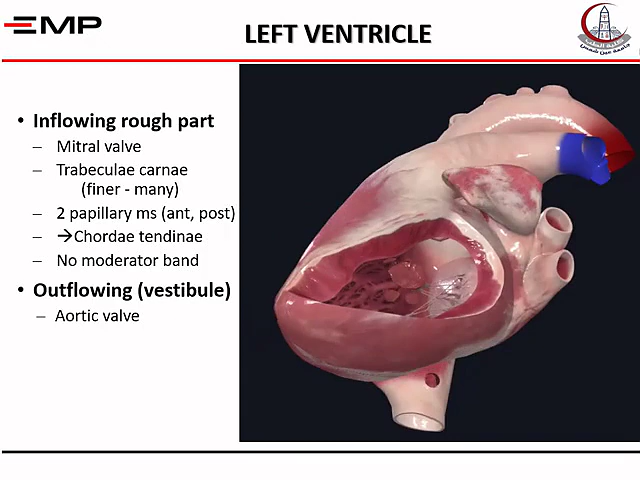 EMP
LEFT VENTRICLE
• Inflowing rough part
– Mitral valve
– Trabeculae carnae
(finer - many)
– 2 papillary ms (ant, post)
– →Chordae tendinae
– No moderator band
• Outflowing (vestibule)
– Aortic valve